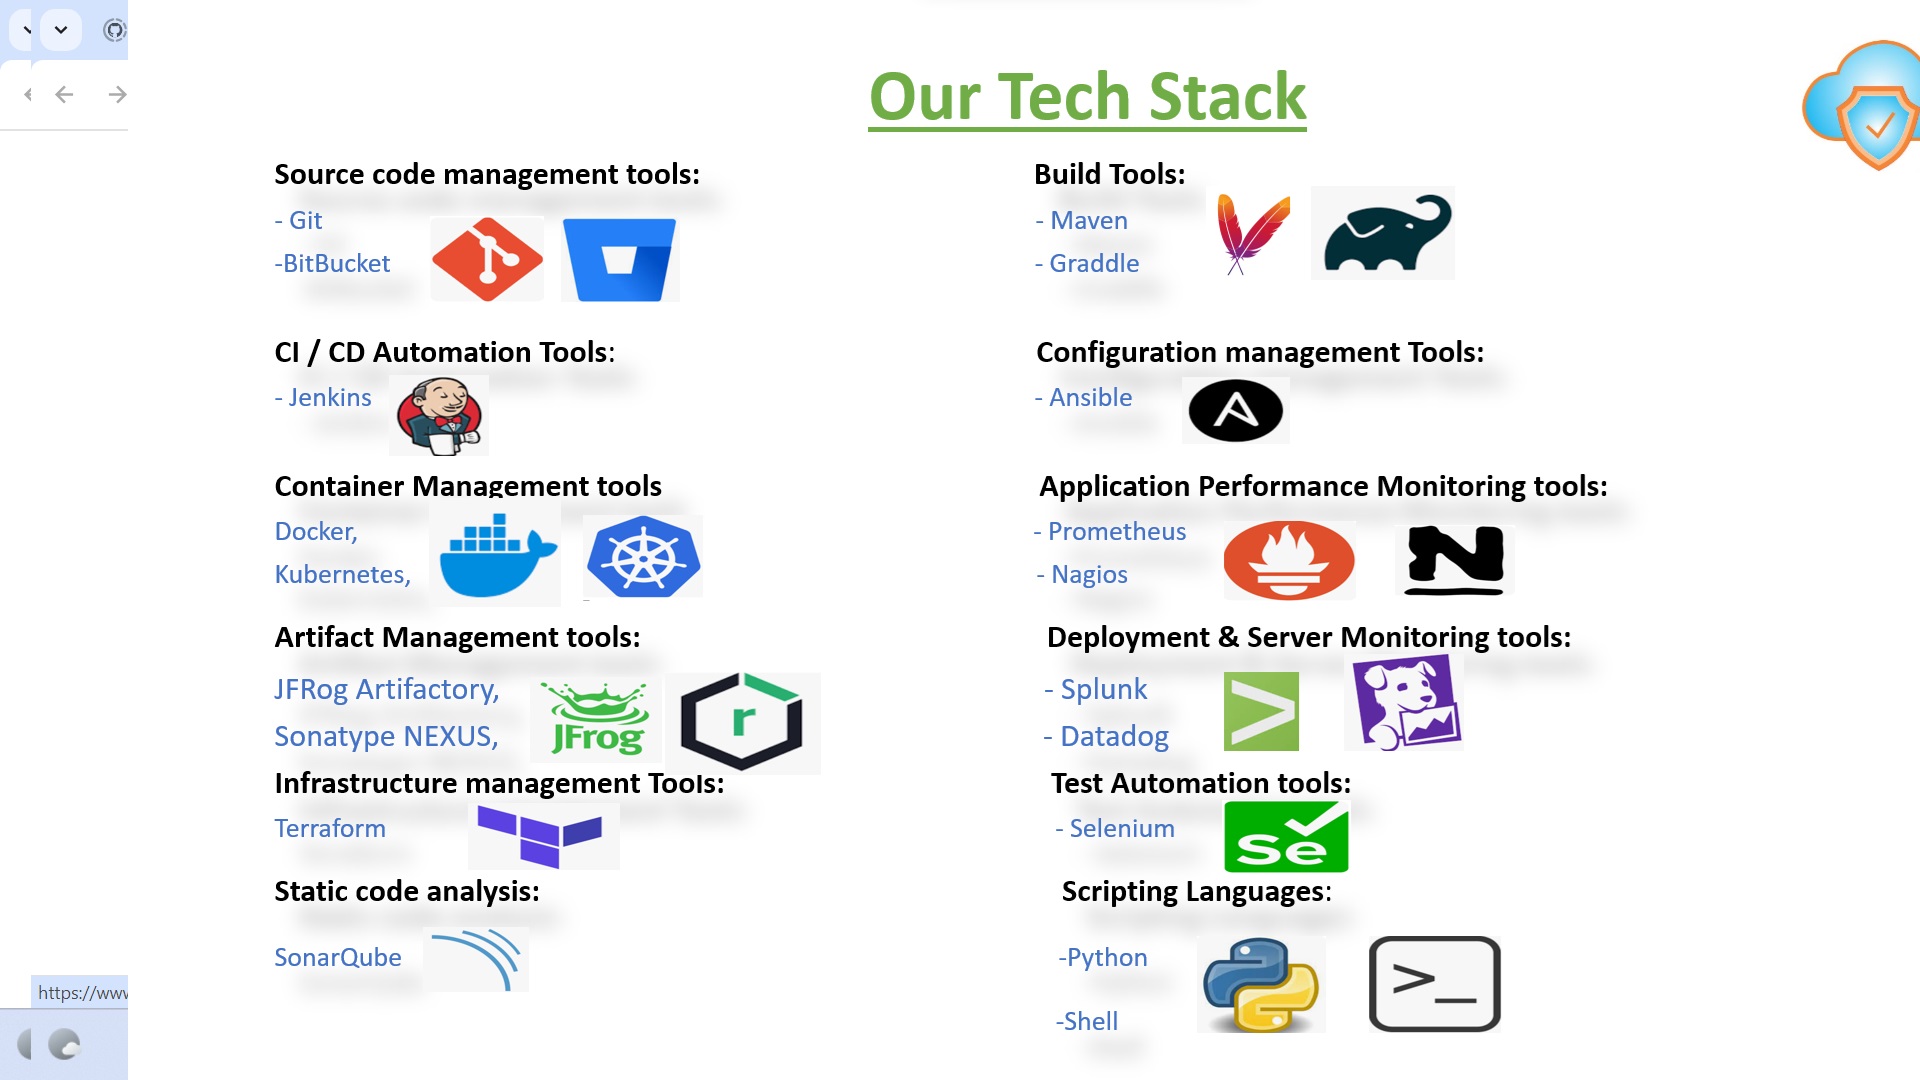 Our Tech Stack
Source code management tools:
- Git
-BitBucket
CI / CD Automation Tools:
- Jenkins
Container Management tools
Docker,
Kubernetes,
Artifact Management tools:
JFRog Artifactory,
Sonatype NEXUS,
JFrog
r
Infrastructure management Tools:
Terraform
Static code analysis:
SonarQube
Build Tools:
- Maven
- Graddle
Configuration management Tools:
- Ansible
A
Application Performance Monitoring tools:
- Prometheus
- Nagios
N
Deployment & Server Monitoring tools:
- Splunk
- Datadog
>
Test Automation tools:
- Selenium
Se
Scripting Languages:
-Python
-Shell
>_
https://www